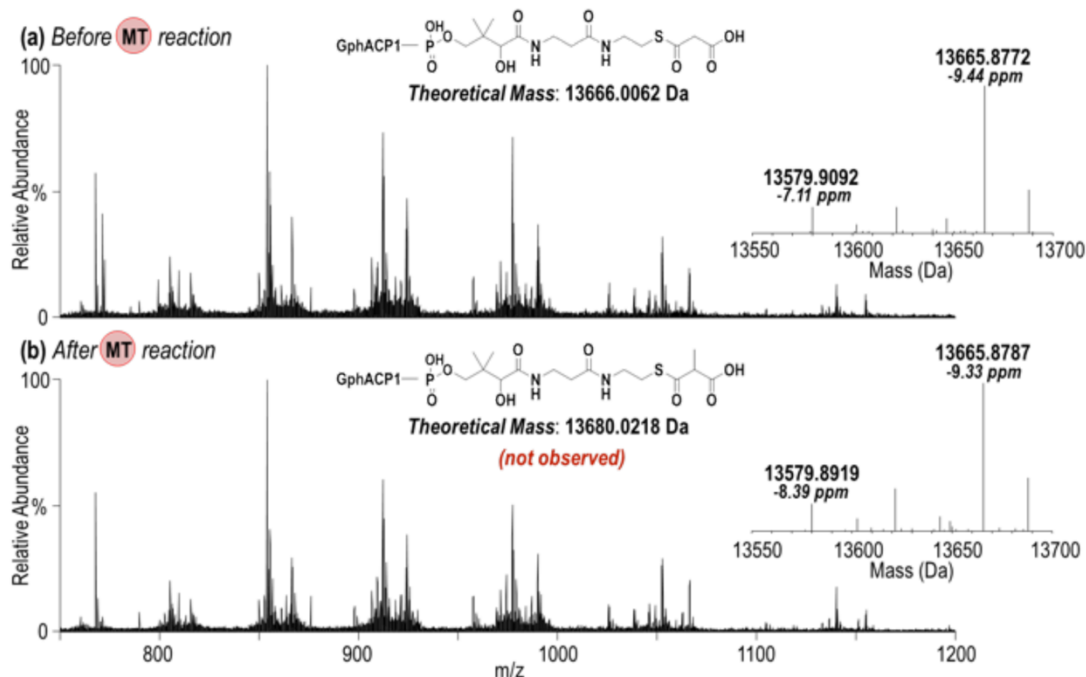 (a) Before MT reaction
GphACP1
OH
P
O
O
OH
O
N
H
O
N
H
S
O
O
OH
Theoretical Mass: 13666.0062 Da
13665.8772
-9.44 ppm
13579.9092
-7.11 ppm
13550 13600 13650 13700
Mass (Da)
100
%
0
Relative Abundance
(b) After MT reaction
GphACP1
OH
P
O
O
OH
O
N
H
O
N
H
S
O
O
OH
Theoretical Mass: 13680.0218 Da
(not observed)
13665.8787
-9.33 ppm
13579.8919
-8.39 ppm
13550 13600 13650 13700
Mass (Da)
100
%
0
Relative Abundance
800 900 1000 1100 1200
m/z